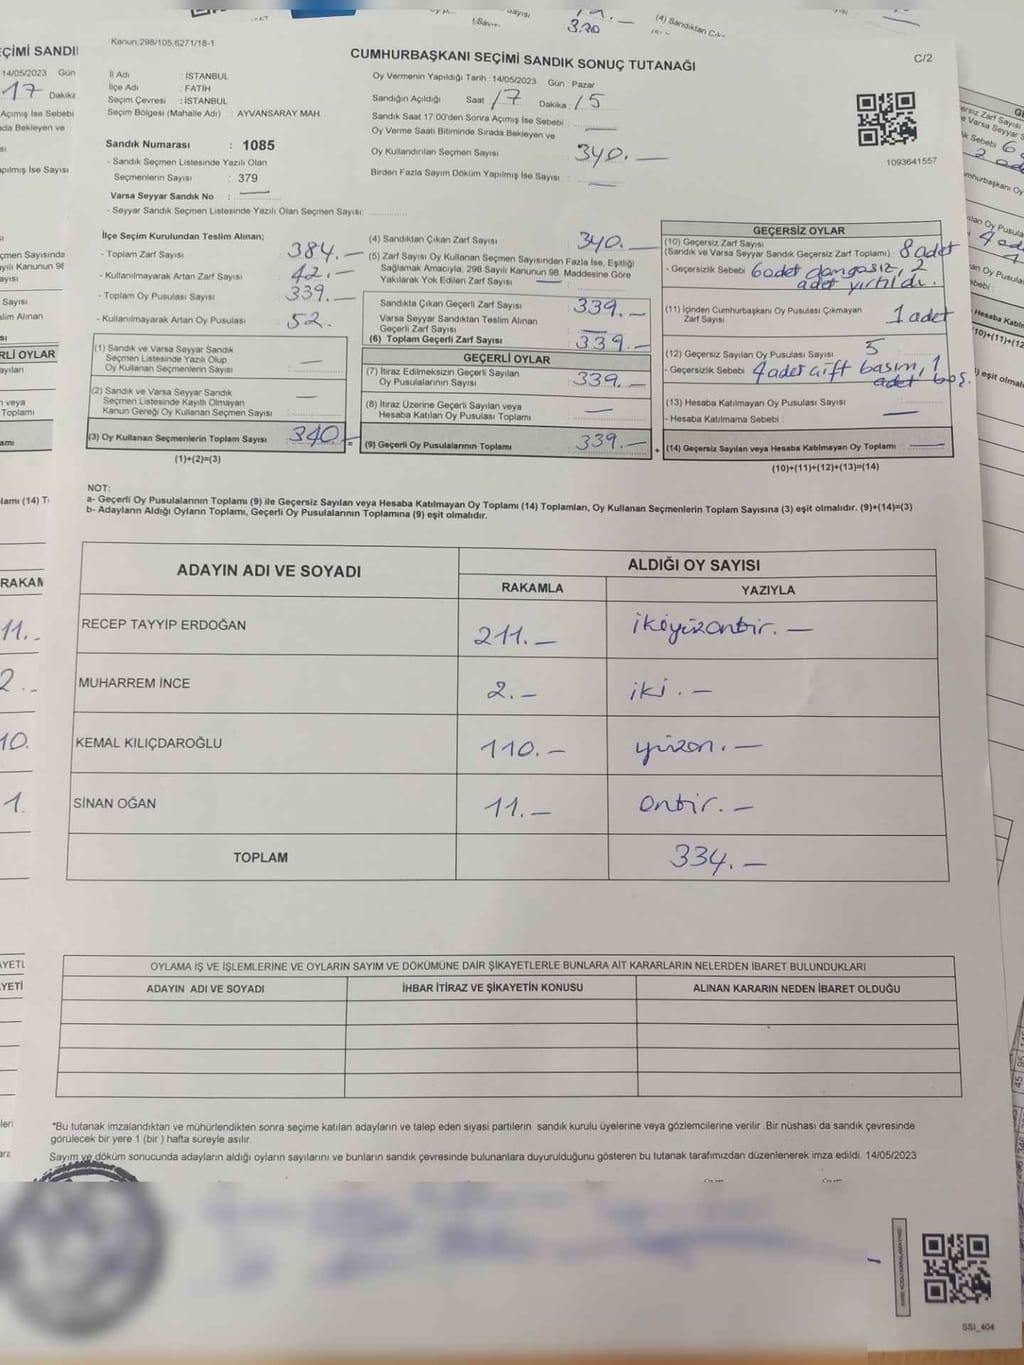 Kanun:298/105,6271/18-1
CUMHURBAŞKANI SEÇİMİ SANDIK SONUÇ TUTANAĞI
C/2
İl Adı : İSTANBUL
İlçe Adı : FATİH
Seçim Çevresi : İSTANBUL
Seçim Bölgesi (Mahalle Adı) : AYVANSARAY MAH.
Sandık Numarası : 1085
- Sandık Seçmen Listesinde Yazılı Olan
Seçmenlerin Sayısı : 379
Varsa Seyyar Sandık No : —
- Seyyar Sandık Seçmen Listesinde Yazılı Olan Seçmen Sayısı:
Oy Vermenin Yapıldığı Tarih : 14/05/2023 Gün : Pazar
Sandığın Açıldığı Saat : 17 Dakika : 15
Sandık Saat 17:00'den Sonra Açımış İse Sebebi : —
Oy Verme Saati Bitiminde Sırada Bekleyen ve
Oy Kullandırılan Seçmen Sayısı : 340.—
Birden Fazla Sayım Döküm Yapılmış İse Sayısı : —
1093641557
İlçe Seçim Kurulundan Teslim Alınan;
- Toplam Zarf Sayısı : 384.—
- Kullanılmayarak Artan Zarf Sayısı : 42.—
- Toplam Oy Pusulası Sayısı : 339.—
- Kullanılmayarak Artan Oy Pusulası : 52.
(1) Sandık ve Varsa Seyyar Sandık
Seçmen Listesinde Yazılı Olup
Oy Kullanan Seçmenlerin Sayısı : —
(2) Sandık ve Varsa Seyyar Sandık
Seçmen Listesinde Kayıtlı Olmayan
Kanun Gereği Oy Kullanan Seçmen Sayısı : —
(3) Oy Kullanan Seçmenlerin Toplam Sayısı : 340.—
(1)+(2)=(3)
(4) Sandıktan Çıkan Zarf Sayısı : 340.—
(5) Zarf Sayısı Oy Kullanan Seçmen Sayısından Fazla İse, Eşitliği
Sağlamak Amacıyla, 298 Sayılı Kanunun 98. Maddesine Göre
Yakılarak Yok Edilen Zarf Sayısı : —
Sandıkta Çıkan Geçerli Zarf Sayısı : 339.—
Varsa Seyyar Sandıktan Teslim Alınan
Geçerli Zarf Sayısı : —
(6) Toplam Geçerli Zarf Sayısı : 339.—
GEÇERLİ OYLAR
(7) İtiraz Edilmeksizin Geçerli Sayılan
Oy Pusulalarının Sayısı : 339.—
(8) İtiraz Üzerine Geçerli Sayılan veya
Hesaba Katılan Oy Pusulası Toplamı : —
(9) Geçerli Oy Pusulalarının Toplamı : 339.—
GEÇERSİZ OYLAR
(10) Geçersiz Zarf Sayısı
(Sandık ve Varsa Seyyar Sandık Geçersiz Zarf Toplamı) : 8 adet
- Geçersizlik Sebebi : 6 adet damgasız, 2
adet yırtıldı.
(11) İçinden Cumhurbaşkanı Oy Pusulası Çıkmayan
Zarf Sayısı : 1 adet
(12) Geçersiz Sayılan Oy Pusulası Sayısı : 5
- Geçersizlik Sebebi : 4 adet çift basım, 1
adet boş.
(13) Hesaba Katılmayan Oy Pusulası Sayısı :
- Hesaba Katılmama Sebebi : —
(14) Geçersiz Sayılan veya Hesaba Katılmayan Oy Toplamı : —
(10)+(11)+(12)+(13)=(14)
NOT:
a- Geçerli Oy Pusulalarının Toplamı (9) ile Geçersiz Sayılan veya Hesaba Katılmayan Oy Toplamı (14) Toplamları, Oy Kullanan Seçmenlerin Toplam Sayısına (3) eşit olmalıdır. (9)+(14)=(3)
b- Adayların Aldığı Oyların Toplamı, Geçerli Oy Pusulalarının Toplamına (9) eşit olmalıdır.
ADAYIN ADI VE SOYADI
ALDIĞI OY SAYISI
RAKAMLA YAZIYLA
RECEP TAYYİP ERDOĞAN 211.— ikiyüzonbir.—
MUHARREM İNCE 2.— iki.—
KEMAL KILIÇDAROĞLU 110.— yüzon.—
SİNAN OĞAN 11.— onbir.—
TOPLAM 334.—
OYLAMA İŞ VE İŞLEMLERİNE VE OYLARIN SAYIM VE DÖKÜMÜNE DAİR ŞİKAYETLERLE BUNLARA AİT KARARLARIN NELERDEN İBARET BULUNDUKLARI
ADAYIN ADI VE SOYADI İHBAR İTİRAZ VE ŞİKAYETİN KONUSU ALINAN KARARIN NEDEN İBARET OLDUĞU
*Bu tutanak imzalandıktan ve mühürlendikten sonra seçime katılan adayların ve talep eden siyasi partilerin sandık kurulu üyelerine veya gözlemcilerine verilir .Bir nüshası da sandık çevresinde
görülecek bir yere 1 (bir ) hafta süreyle asılır.
Sayım ve döküm sonucunda adayların aldığı oyların sayılarını ve bunların sandık çevresinde bulunanlara duyurulduğunu gösteren bu tutanak tarafımızdan düzenlenerek imza edildi. 14/05/2023
SSI_404